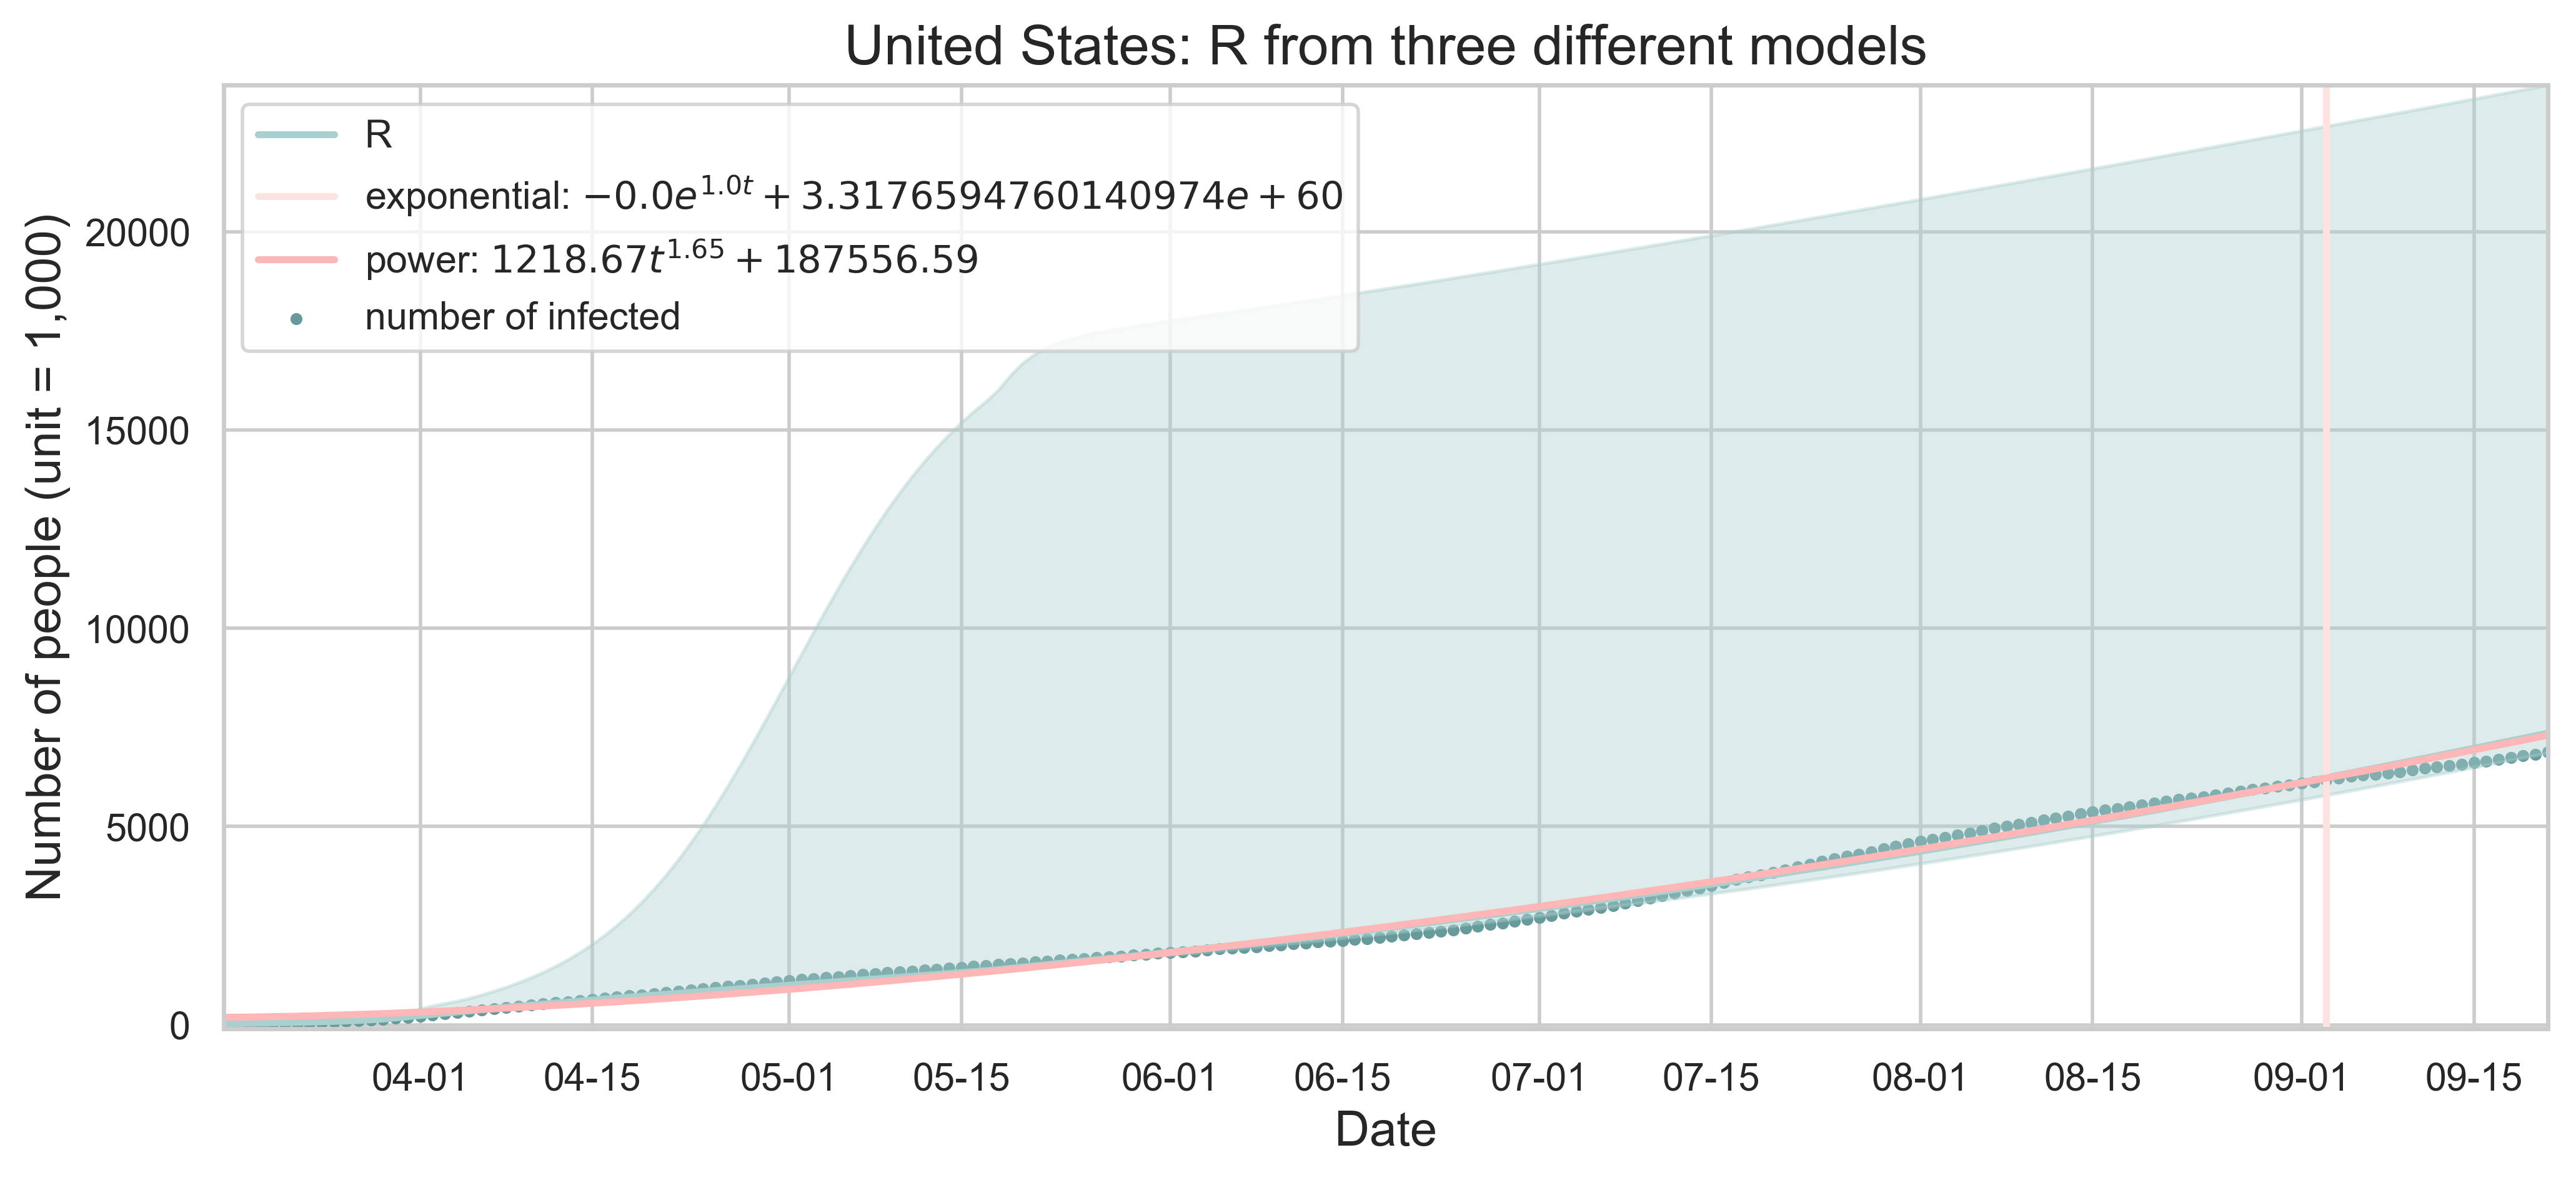 United States: R from three different models
R
exponential: −0.0e^1.0t + 3.3176594760140974e + 60
power: 1218.67t^1.65 + 187556.59
number of infected
Number of people (unit = 1,000)
20000
15000
10000
5000
0
04-01 04-15 05-01 05-15 06-01 06-15 07-01 07-15 08-01 08-15 09-01 09-15
Date